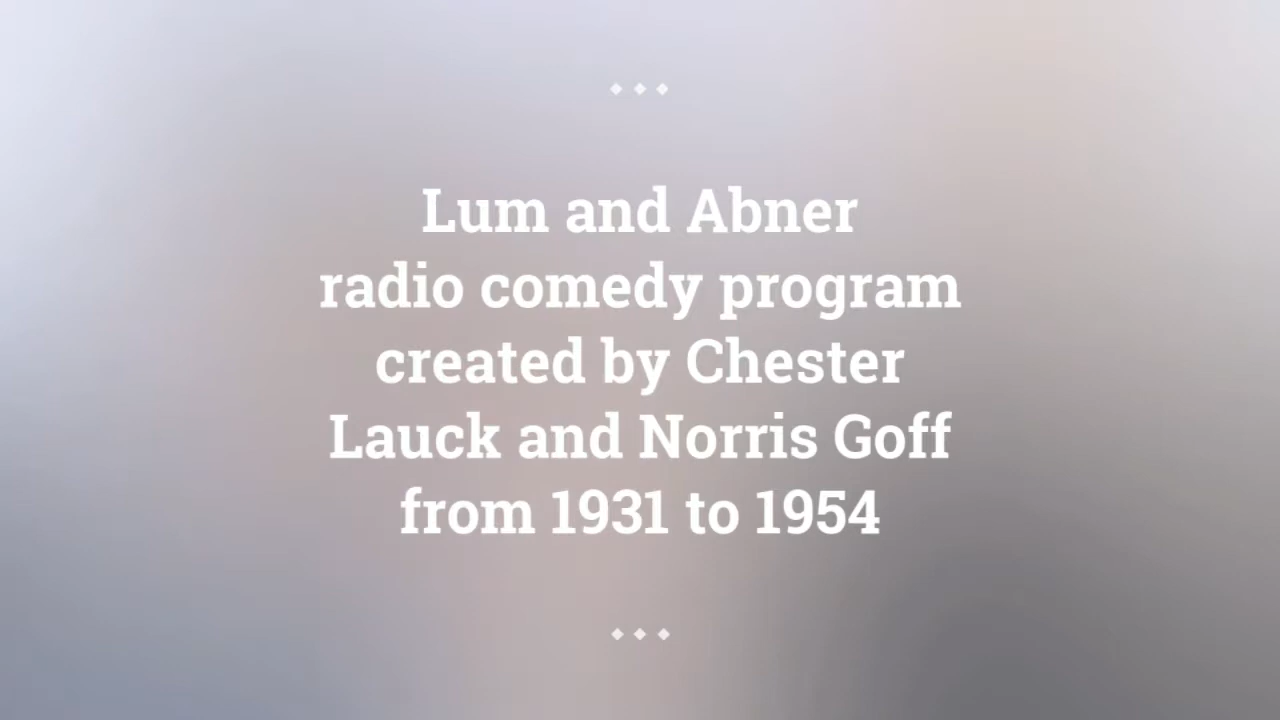 Lum and Abner
radio comedy program
created by Chester
Lauck and Norris Goff
from 1931 to 1954